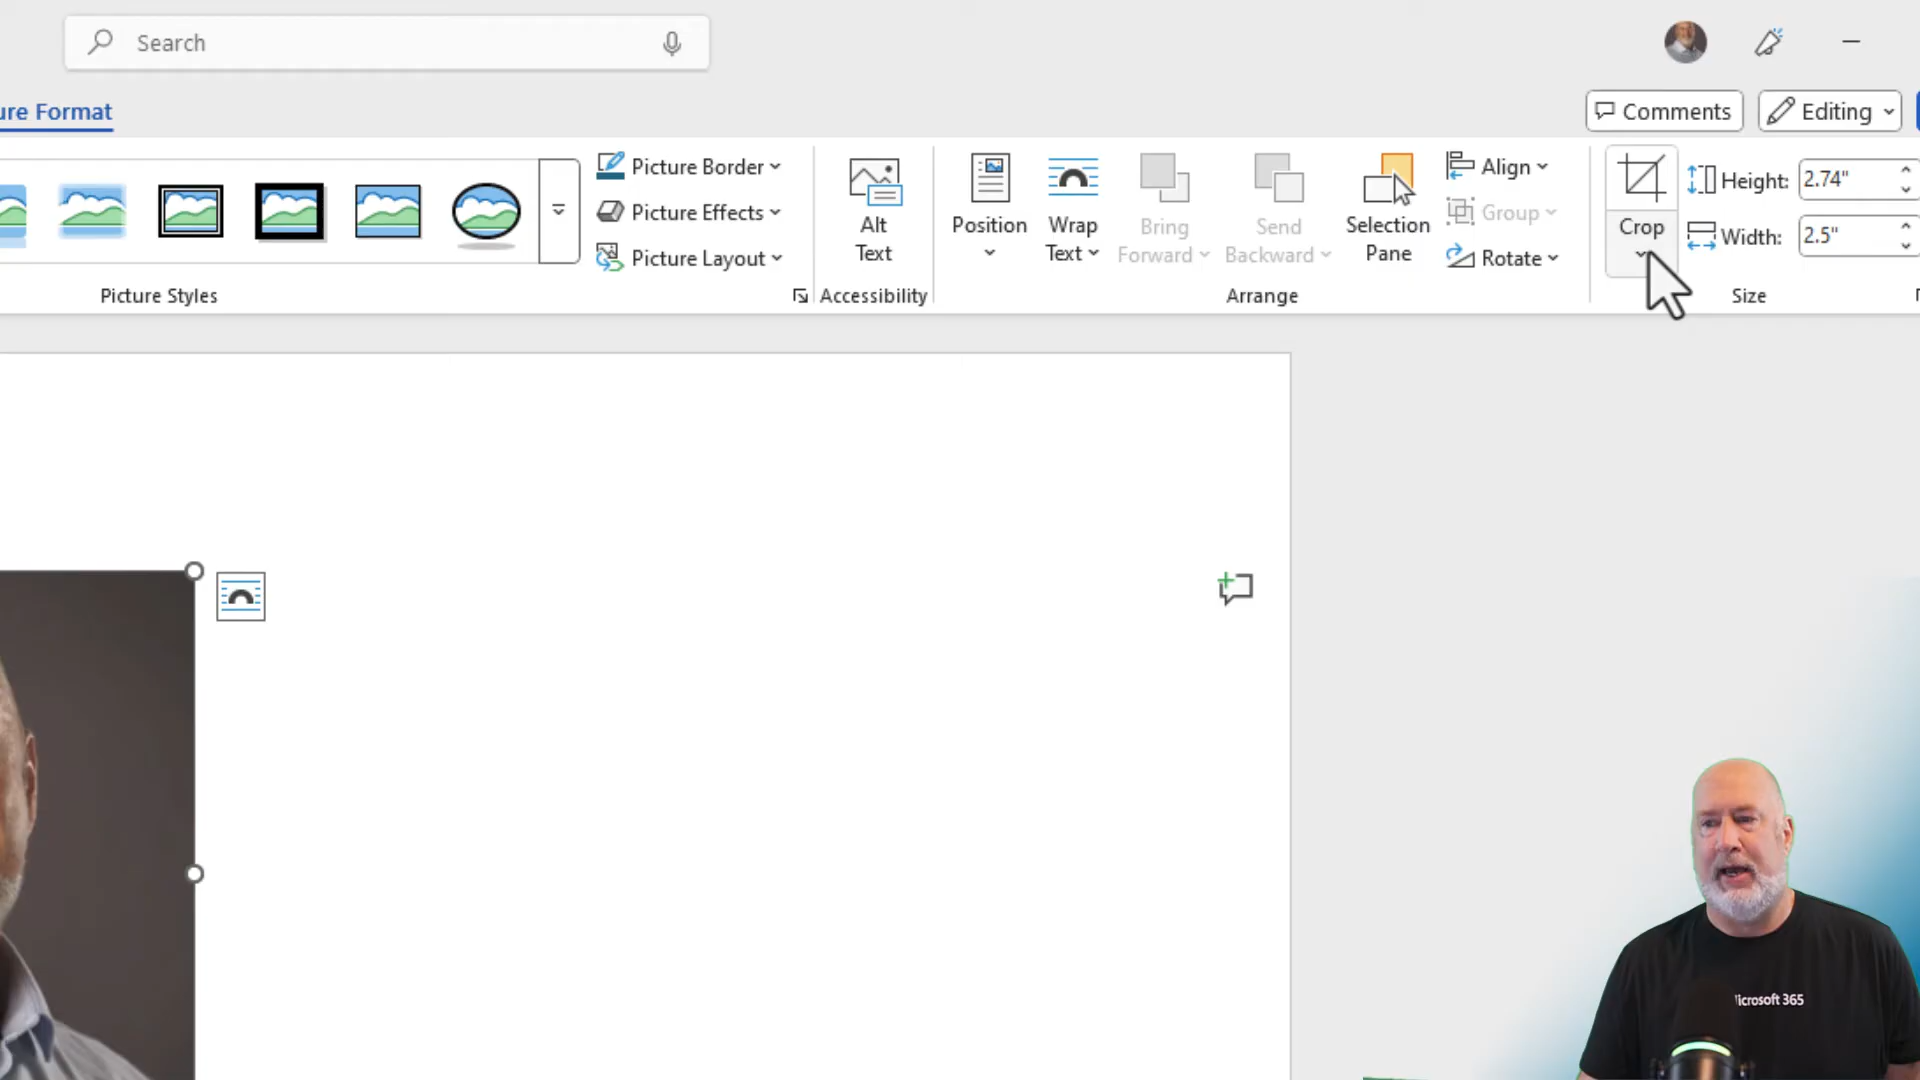 Search
ure Format
Comments
Editing
Picture Border
Picture Effects
Picture Layout
Alt
Text
Position
Wrap
Text
Bring
Forward
Send
Backward
Selection
Pane
Align
Group
Rotate
Crop
Height: 2.74"
Width: 2.5"
Picture Styles
Accessibility
Arrange
Size
icrosoft 365